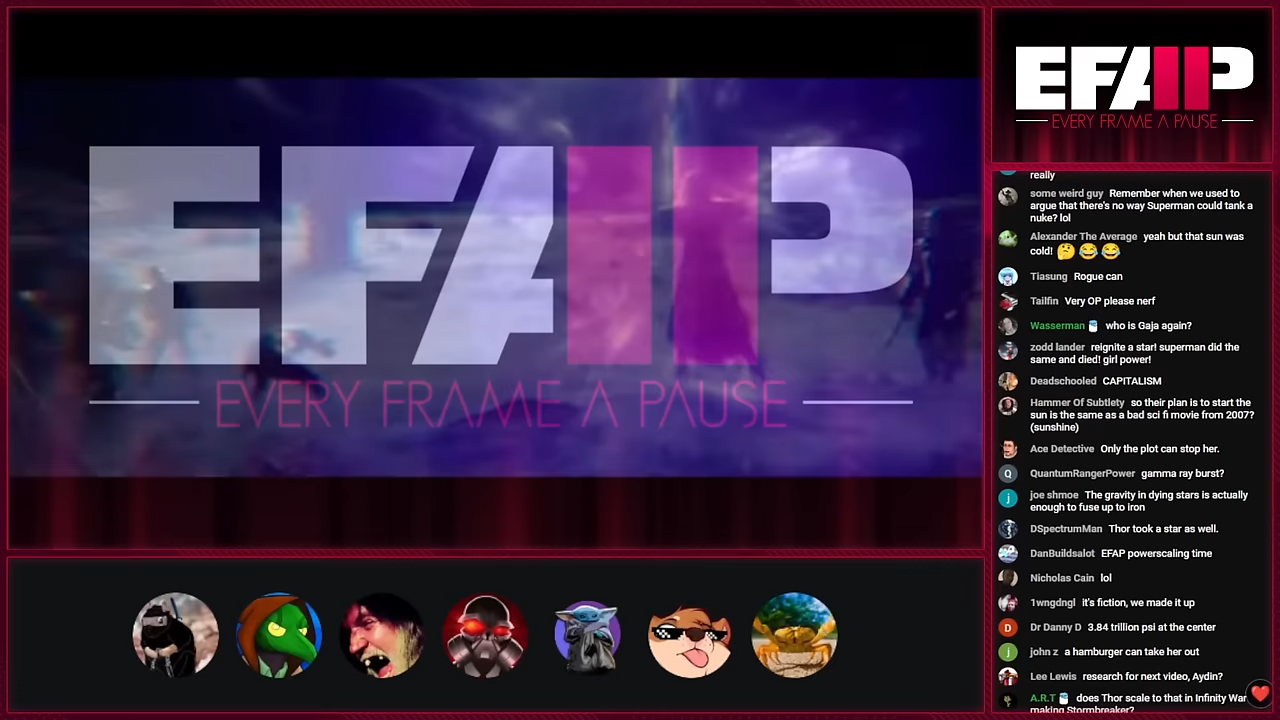 EFAP
EVERY FRAME A PAUSE
EFAP
EVERY FRAME A PAUSE
really
some weird guy Remember when we used to
argue that there's no way Superman could tank a
nuke? lol
Alexander The Average yeah but that sun was
cold! 🤔😂😂
Tiasung Rogue can
Tailfin Very OP please nerf
Wasserman who is Gaja again?
zodd lander reignite a star! superman did the
same and died! girl power!
Deadschooled CAPITALISM
Hammer Of Subtlety so their plan is to start the
sun is the same as a bad sci fi movie from 2007?
(sunshine)
Ace Detective Only the plot can stop her.
Q QuantumRangerPower gamma ray burst?
j joe shmoe The gravity in dying stars is actually
enough to fuse up to iron
DSpectrumMan Thor took a star as well.
DanBuildsalot EFAP powerscaling time
Nicholas Cain lol
1wngdngl it's fiction, we made it up
D Dr Danny D 3.84 trillion psi at the center
j john z a hamburger can take her out
Lee Lewis research for next video, Aydin?
A.R.T does Thor scale to that in Infinity War
making Stormbreaker?